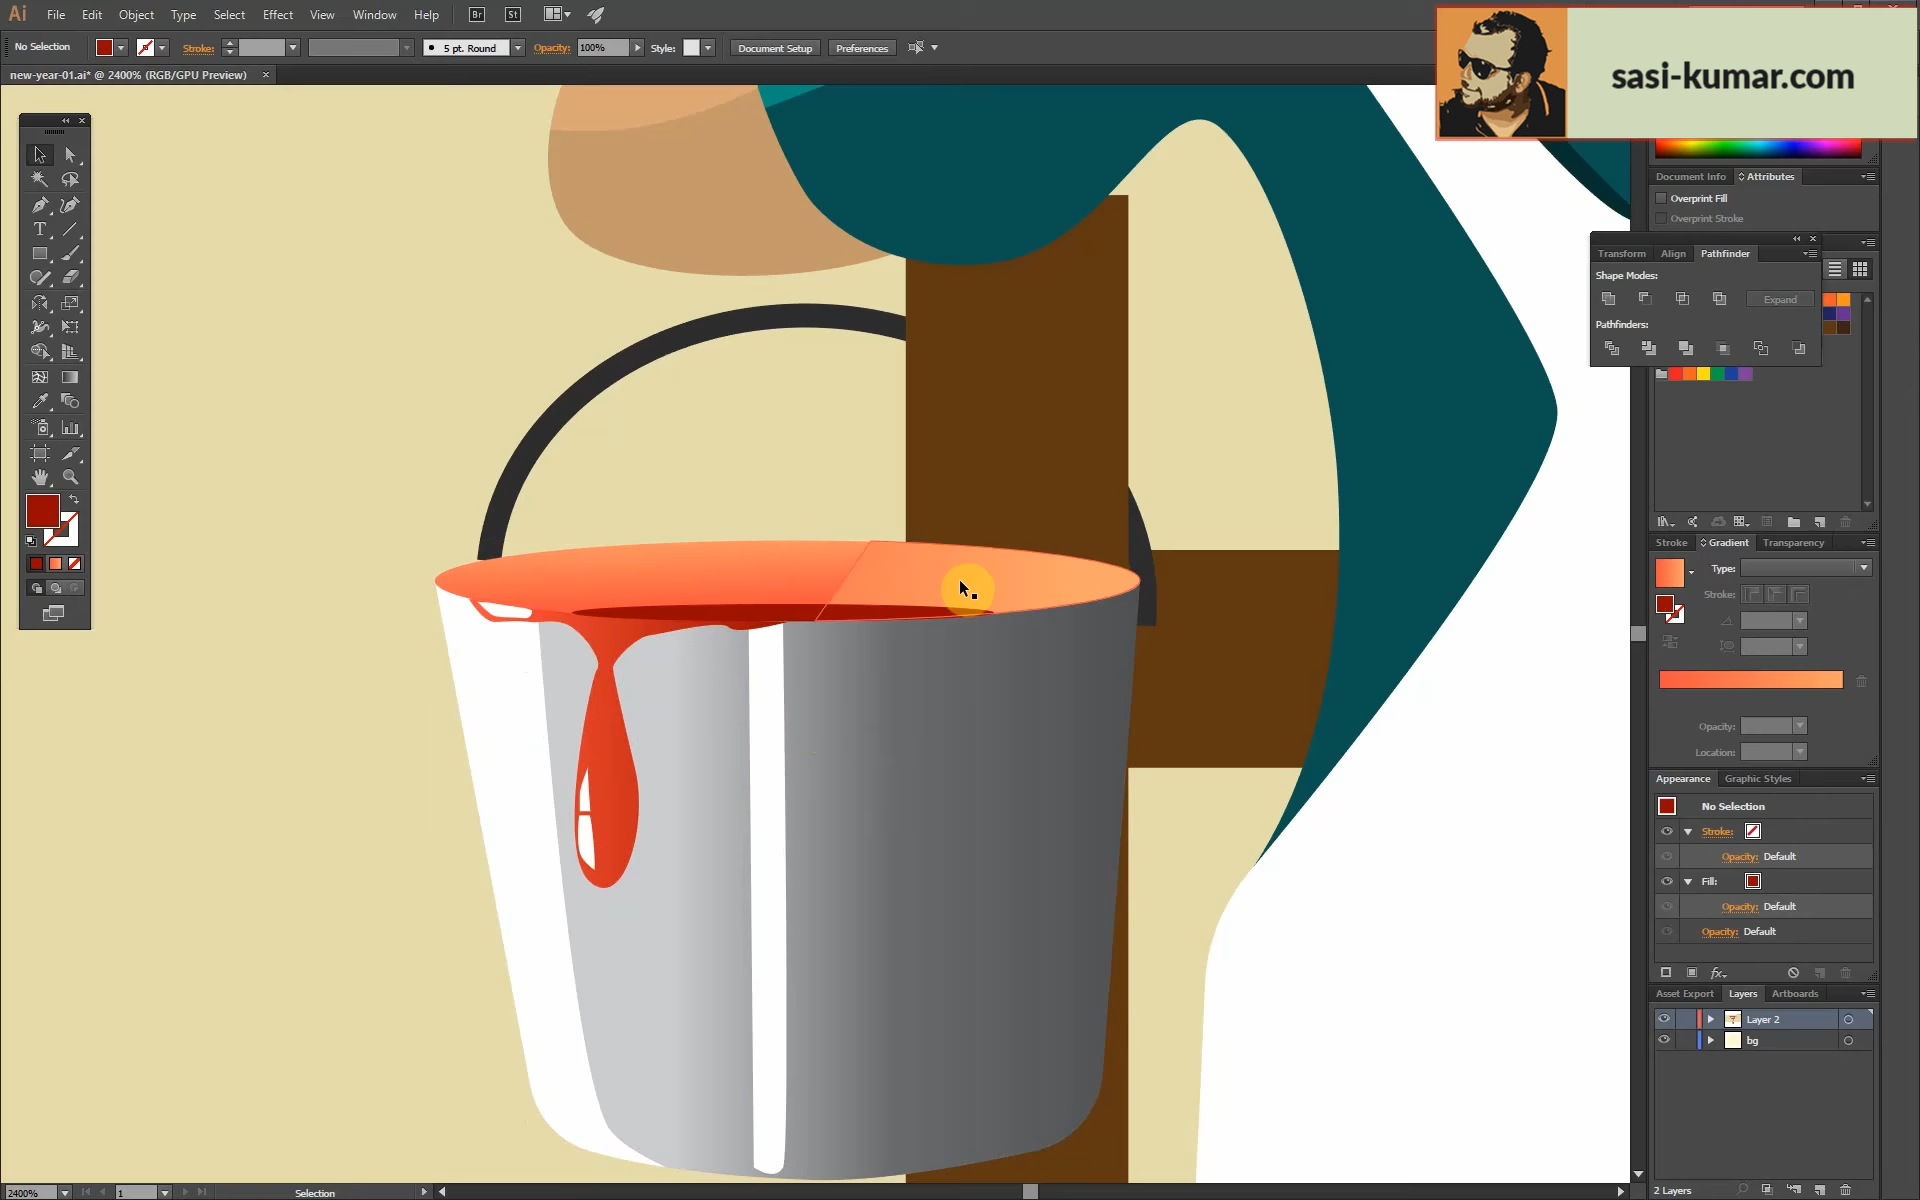 Ai File Edit Object Type Select Effect View Window Help Br St
No Selection Stroke: 5 pt. Round Opacity: 100% Style: Document Setup Preferences
new-year-01.ai* @ 2400% (RGB/GPU Preview) ×
sasi-kumar.com
Document Info Attributes
Overprint Fill
Overprint Stroke
Transform Align Pathfinder
Shape Modes:
Expand
Pathfinders:
Stroke Gradient Transparency
Type:
Stroke:
Opacity:
Location:
Appearance Graphic Styles
No Selection
Stroke:
Opacity: Default
Fill:
Opacity: Default
Opacity: Default
fx
Asset Export Layers Artboards
Layer 2
bg
2400% 1 Selection
2 Layers